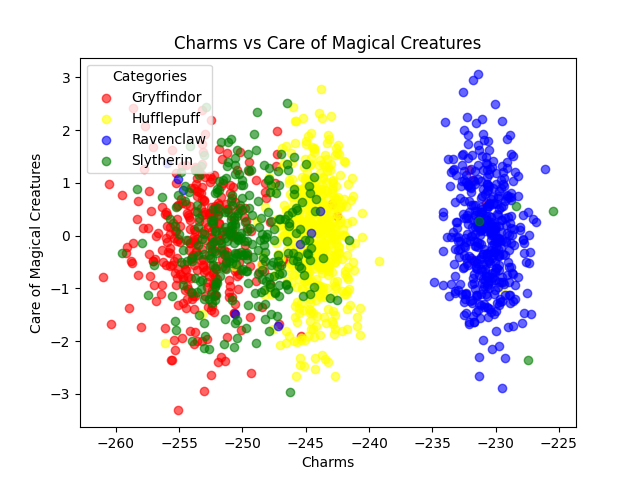 Charms vs Care of Magical Creatures
Categories
Gryffindor
Hufflepuff
Ravenclaw
Slytherin
3
2
1
0
−1
−2
−3
Care of Magical Creatures
−260 −255 −250 −245 −240 −235 −230 −225
Charms